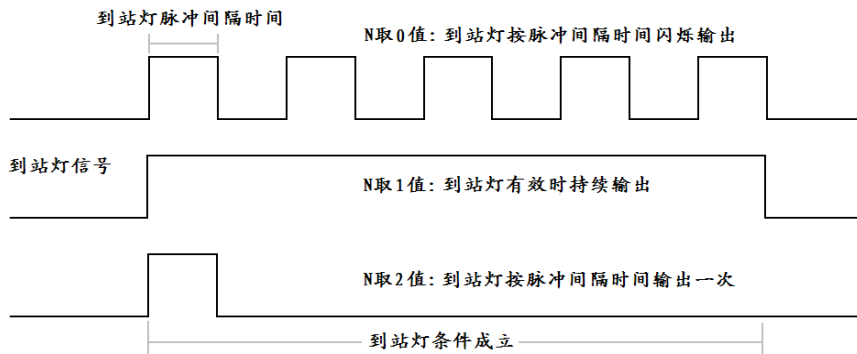 到站灯脉冲间隔时间
N取0值: 到站灯按脉冲间隔时间闪烁输出
到站灯信号
N取1值: 到站灯有效时持续输出
N取2值: 到站灯按脉冲间隔时间输出一次
到站灯条件成立